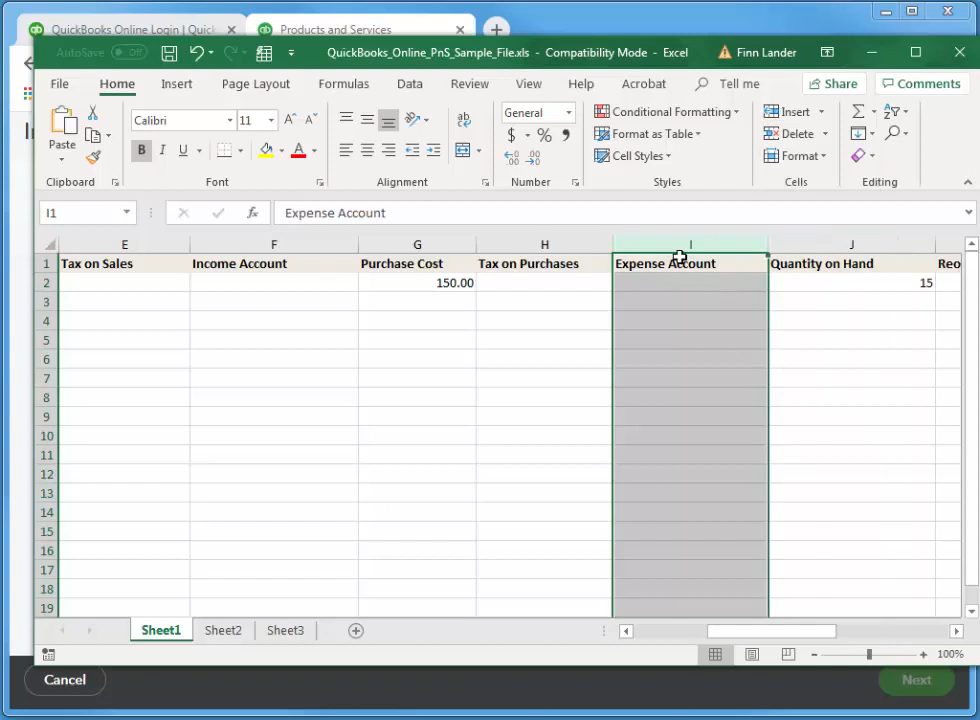 QuickBooks Online Login | Quick
Products and Services
AutoSave Off
QuickBooks_Online_PnS_Sample_File.xls - Compatibility Mode - Excel
Finn Lander
File Home Insert Page Layout Formulas Data Review View Help Acrobat Tell me Share Comments
Paste
Calibri 11
B I U A
ab
General
$ % 9
Conditional Formatting
Format as Table
Cell Styles
Insert
Delete
Format
Clipboard Font Alignment Number Styles Cells Editing
I1 fx Expense Account
E F G H I J
1 Tax on Sales Income Account Purchase Cost Tax on Purchases Expense Account Quantity on Hand Reo
2 150.00 15
3
4
5
6
7
8
9
10
11
12
13
14
15
16
17
18
19
Sheet1 Sheet2 Sheet3
100%
Cancel Next